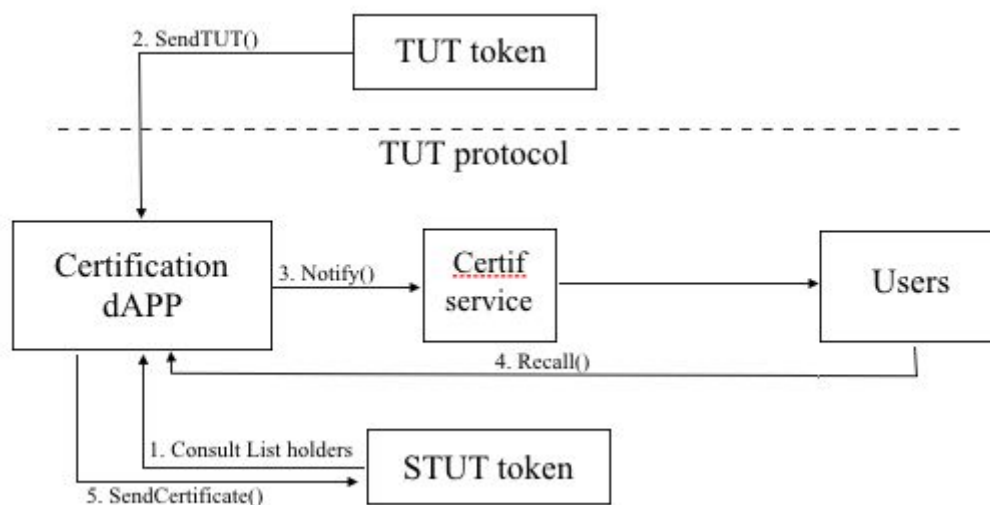 2. SendTUT()
TUT token
TUT protocol
Certification
dAPP
3. Notify()
Certif
service
Users
4. Recall()
1. Consult List holders
STUT token
5. SendCertificate()